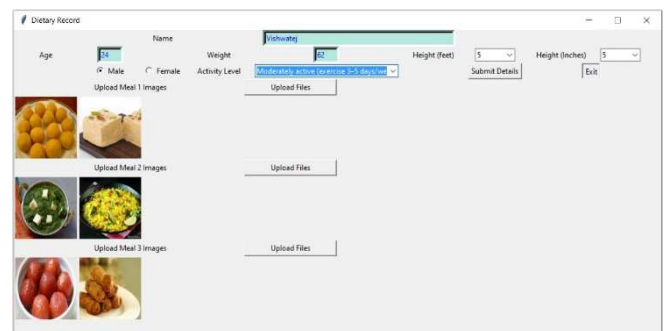 Dietary Record
Name Vishwatej
Age 24 Weight 62 Height (feet) 5 Height (Inches) 5
Male Female Activity Level Moderately active (exercise 3-5 days/we Submit Details Exit
Upload Meal 1 Images Upload Files
Upload Meal 2 Images Upload Files
Upload Meal 3 Images Upload Files